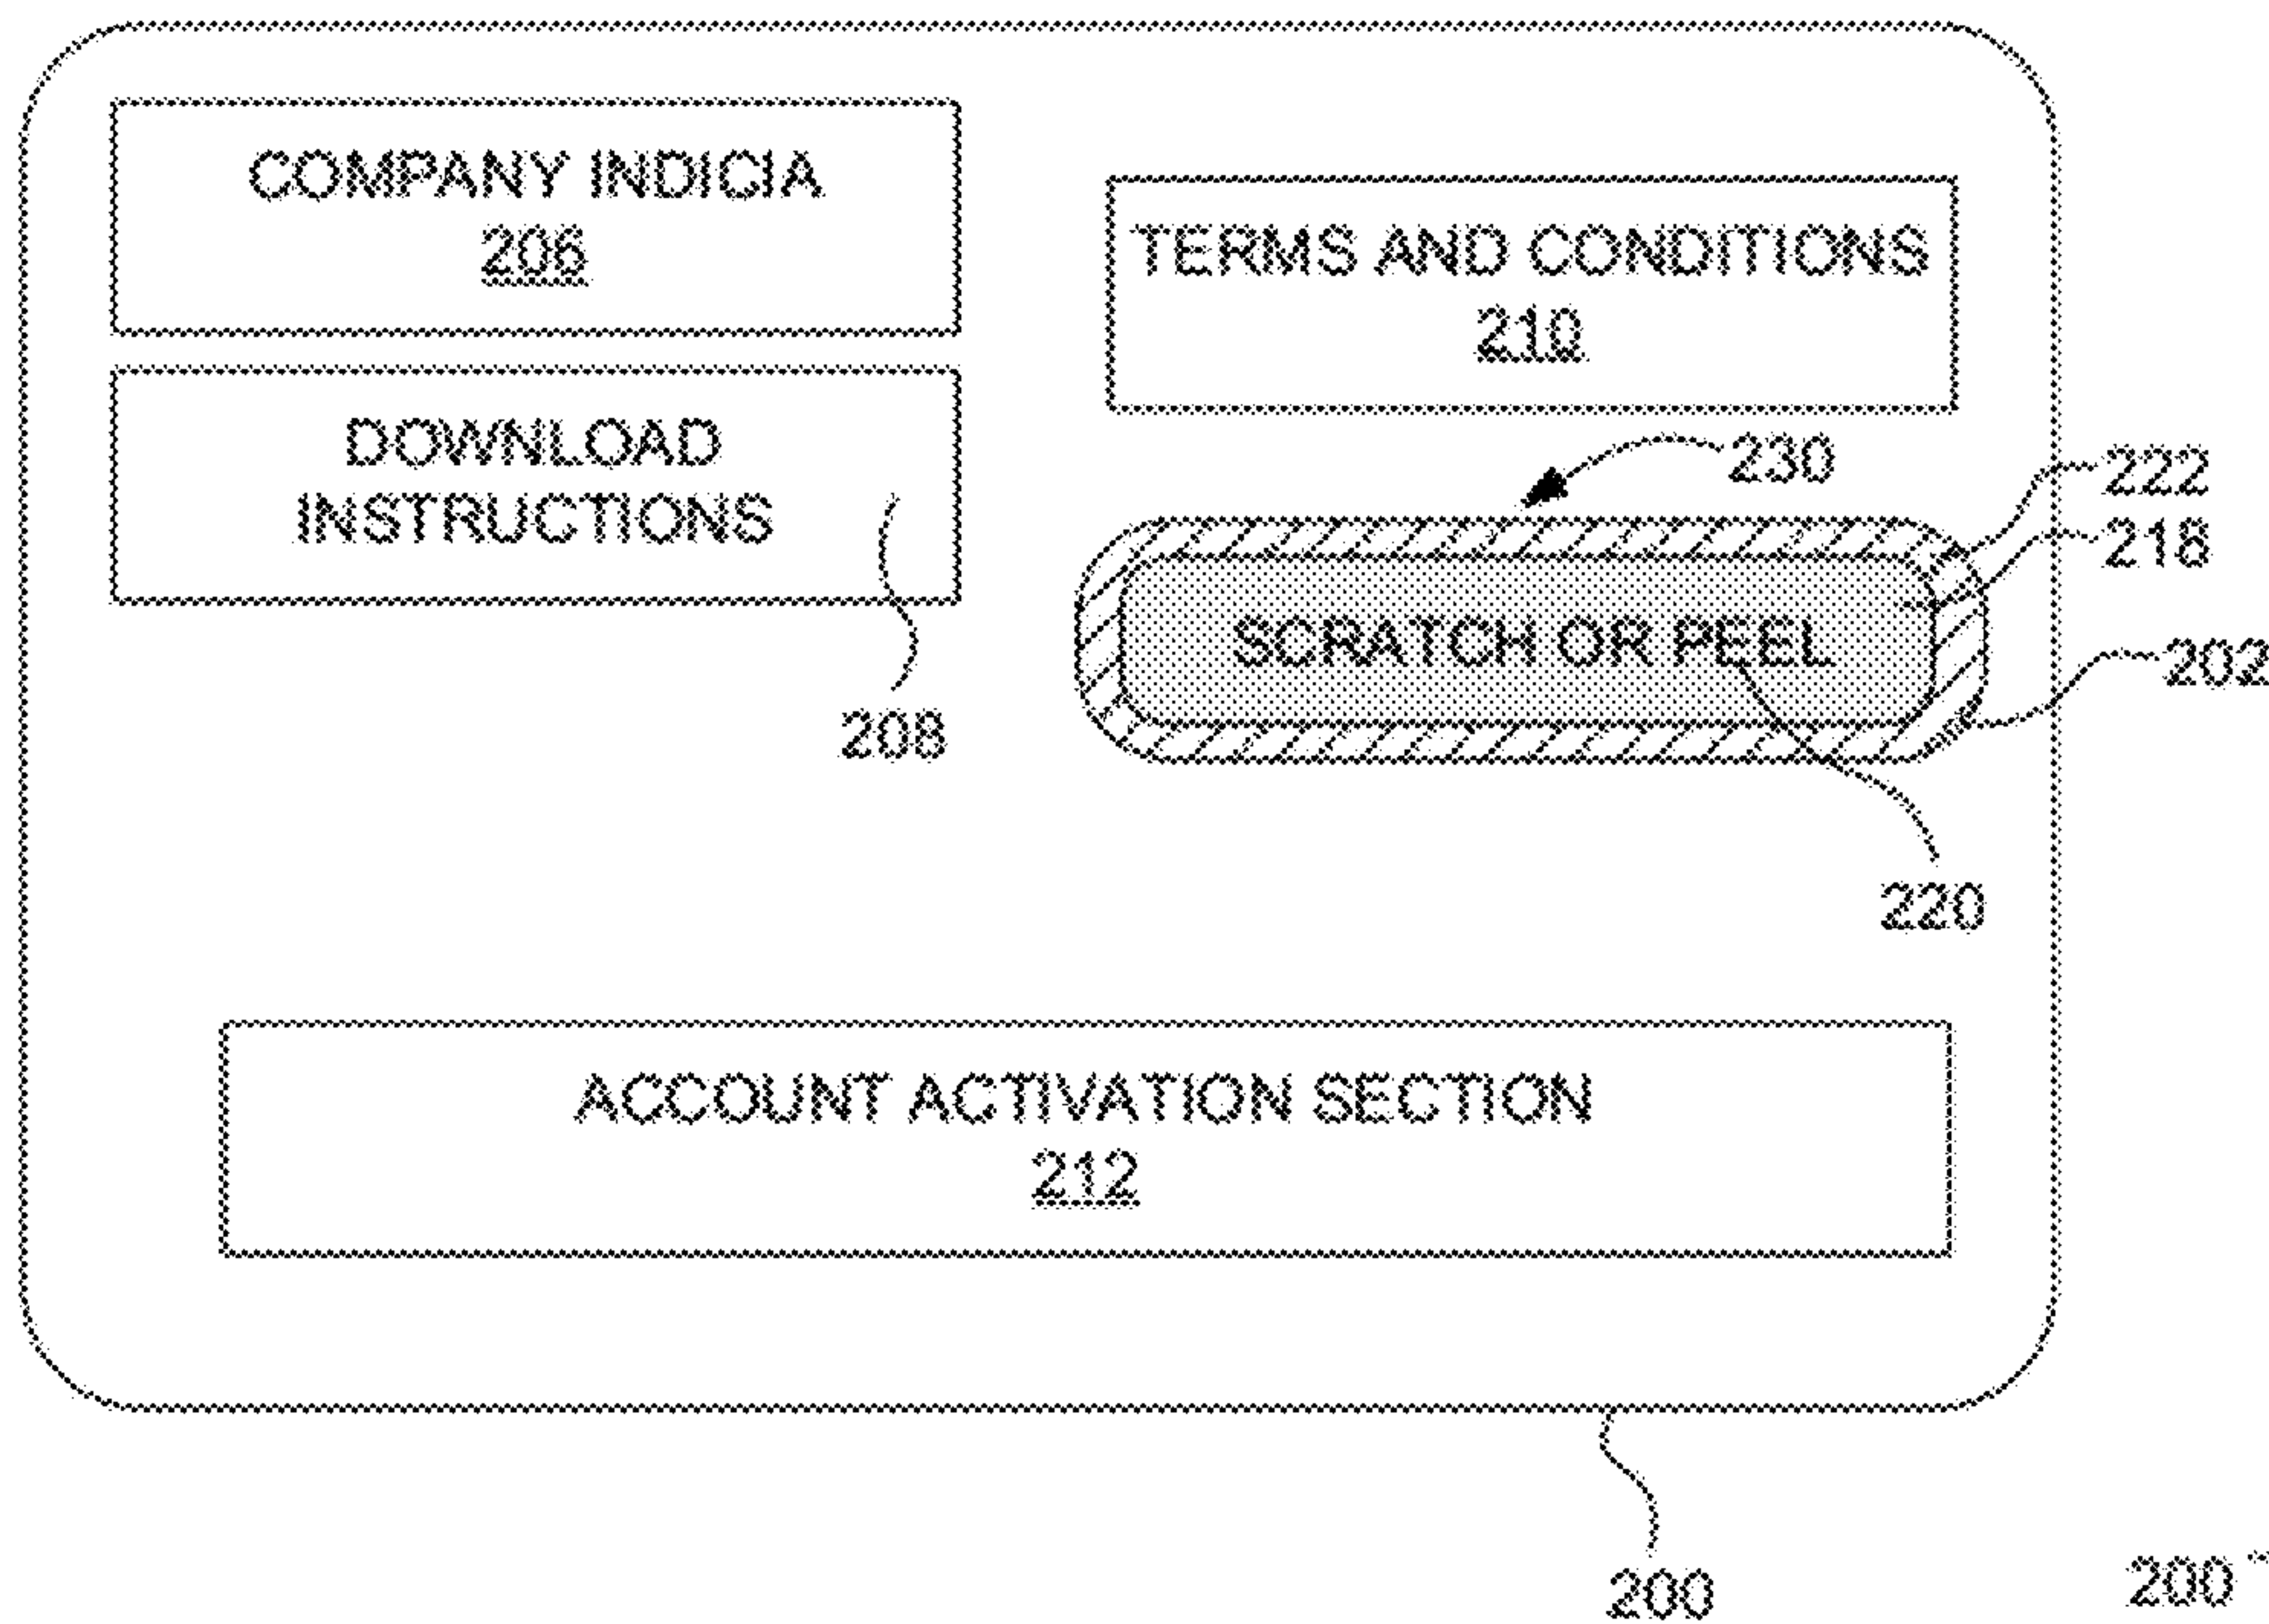 COMPANY INDICIA
206
TERMS AND CONDITIONS
210
DOWNLOAD
INSTRUCTIONS
208
230
222
218
SCRATCH OR PEEL
202
220
ACCOUNT ACTIVATION SECTION
212
200
200